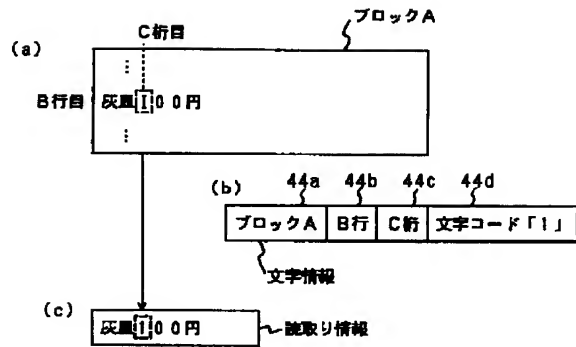 ブロックA
C桁目
(a)
⋮
B行目
灰皿I00円
⋮
44a 44b 44c 44d
(b)
ブロックA B行 C桁 文字コード「1」
文字情報
(c)
灰皿100円
読取り情報